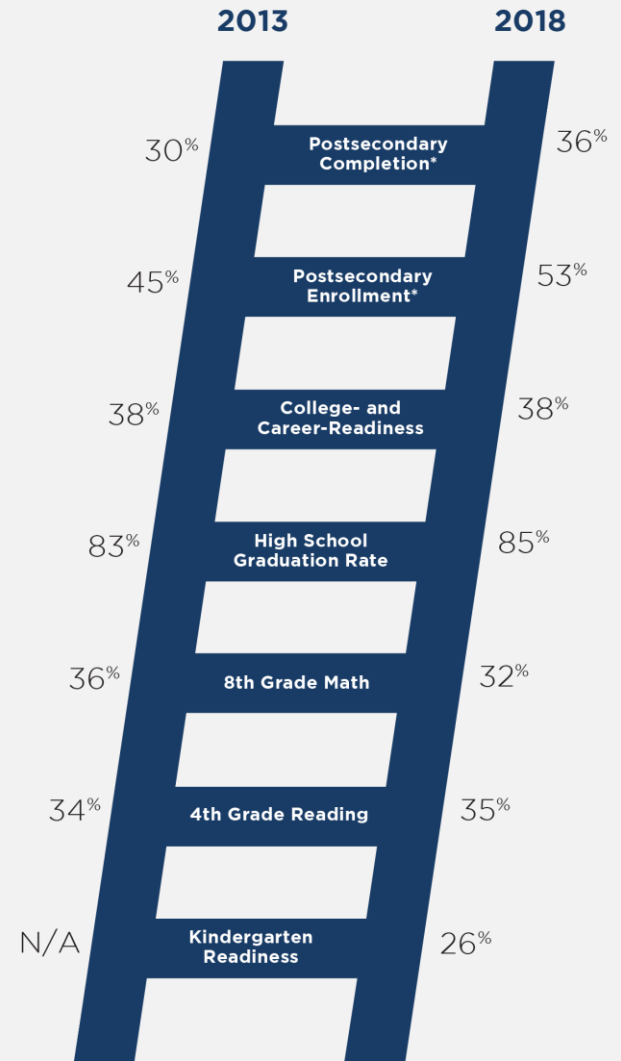 2013 2018
30% Postsecondary 36%
Completion*
45% Postsecondary 53%
Enrollment*
38% College- and 38%
Career-Readiness
83% High School 85%
Graduation Rate
36% 8th Grade Math 32%
34% 4th Grade Reading 35%
N/A Kindergarten 26%
Readiness